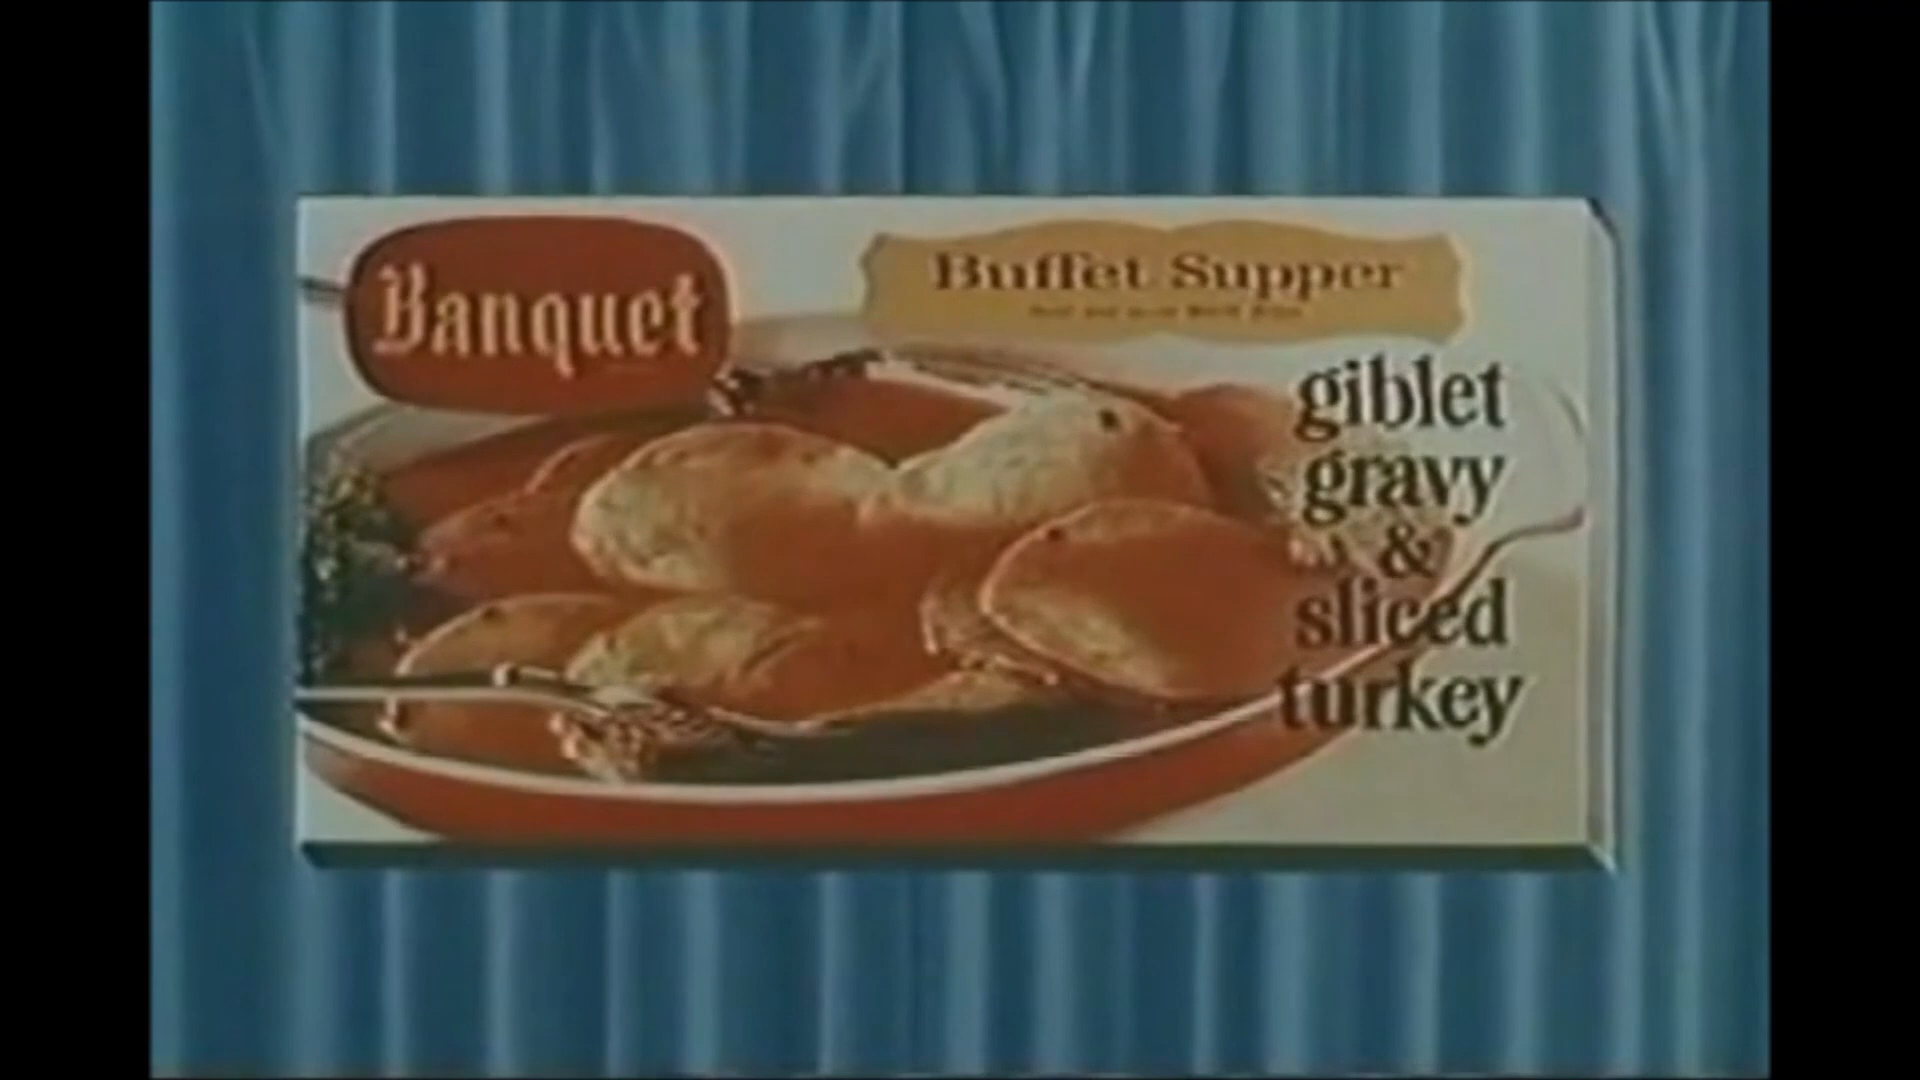 Banquet
Buffet Supper
giblet
gravy
&
sliced
turkey